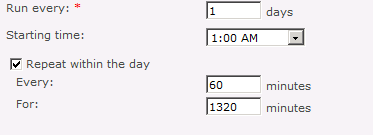 Run every: * 1 days
Starting time: 1:00 AM
Repeat within the day
Every: 60 minutes
For: 1320 minutes